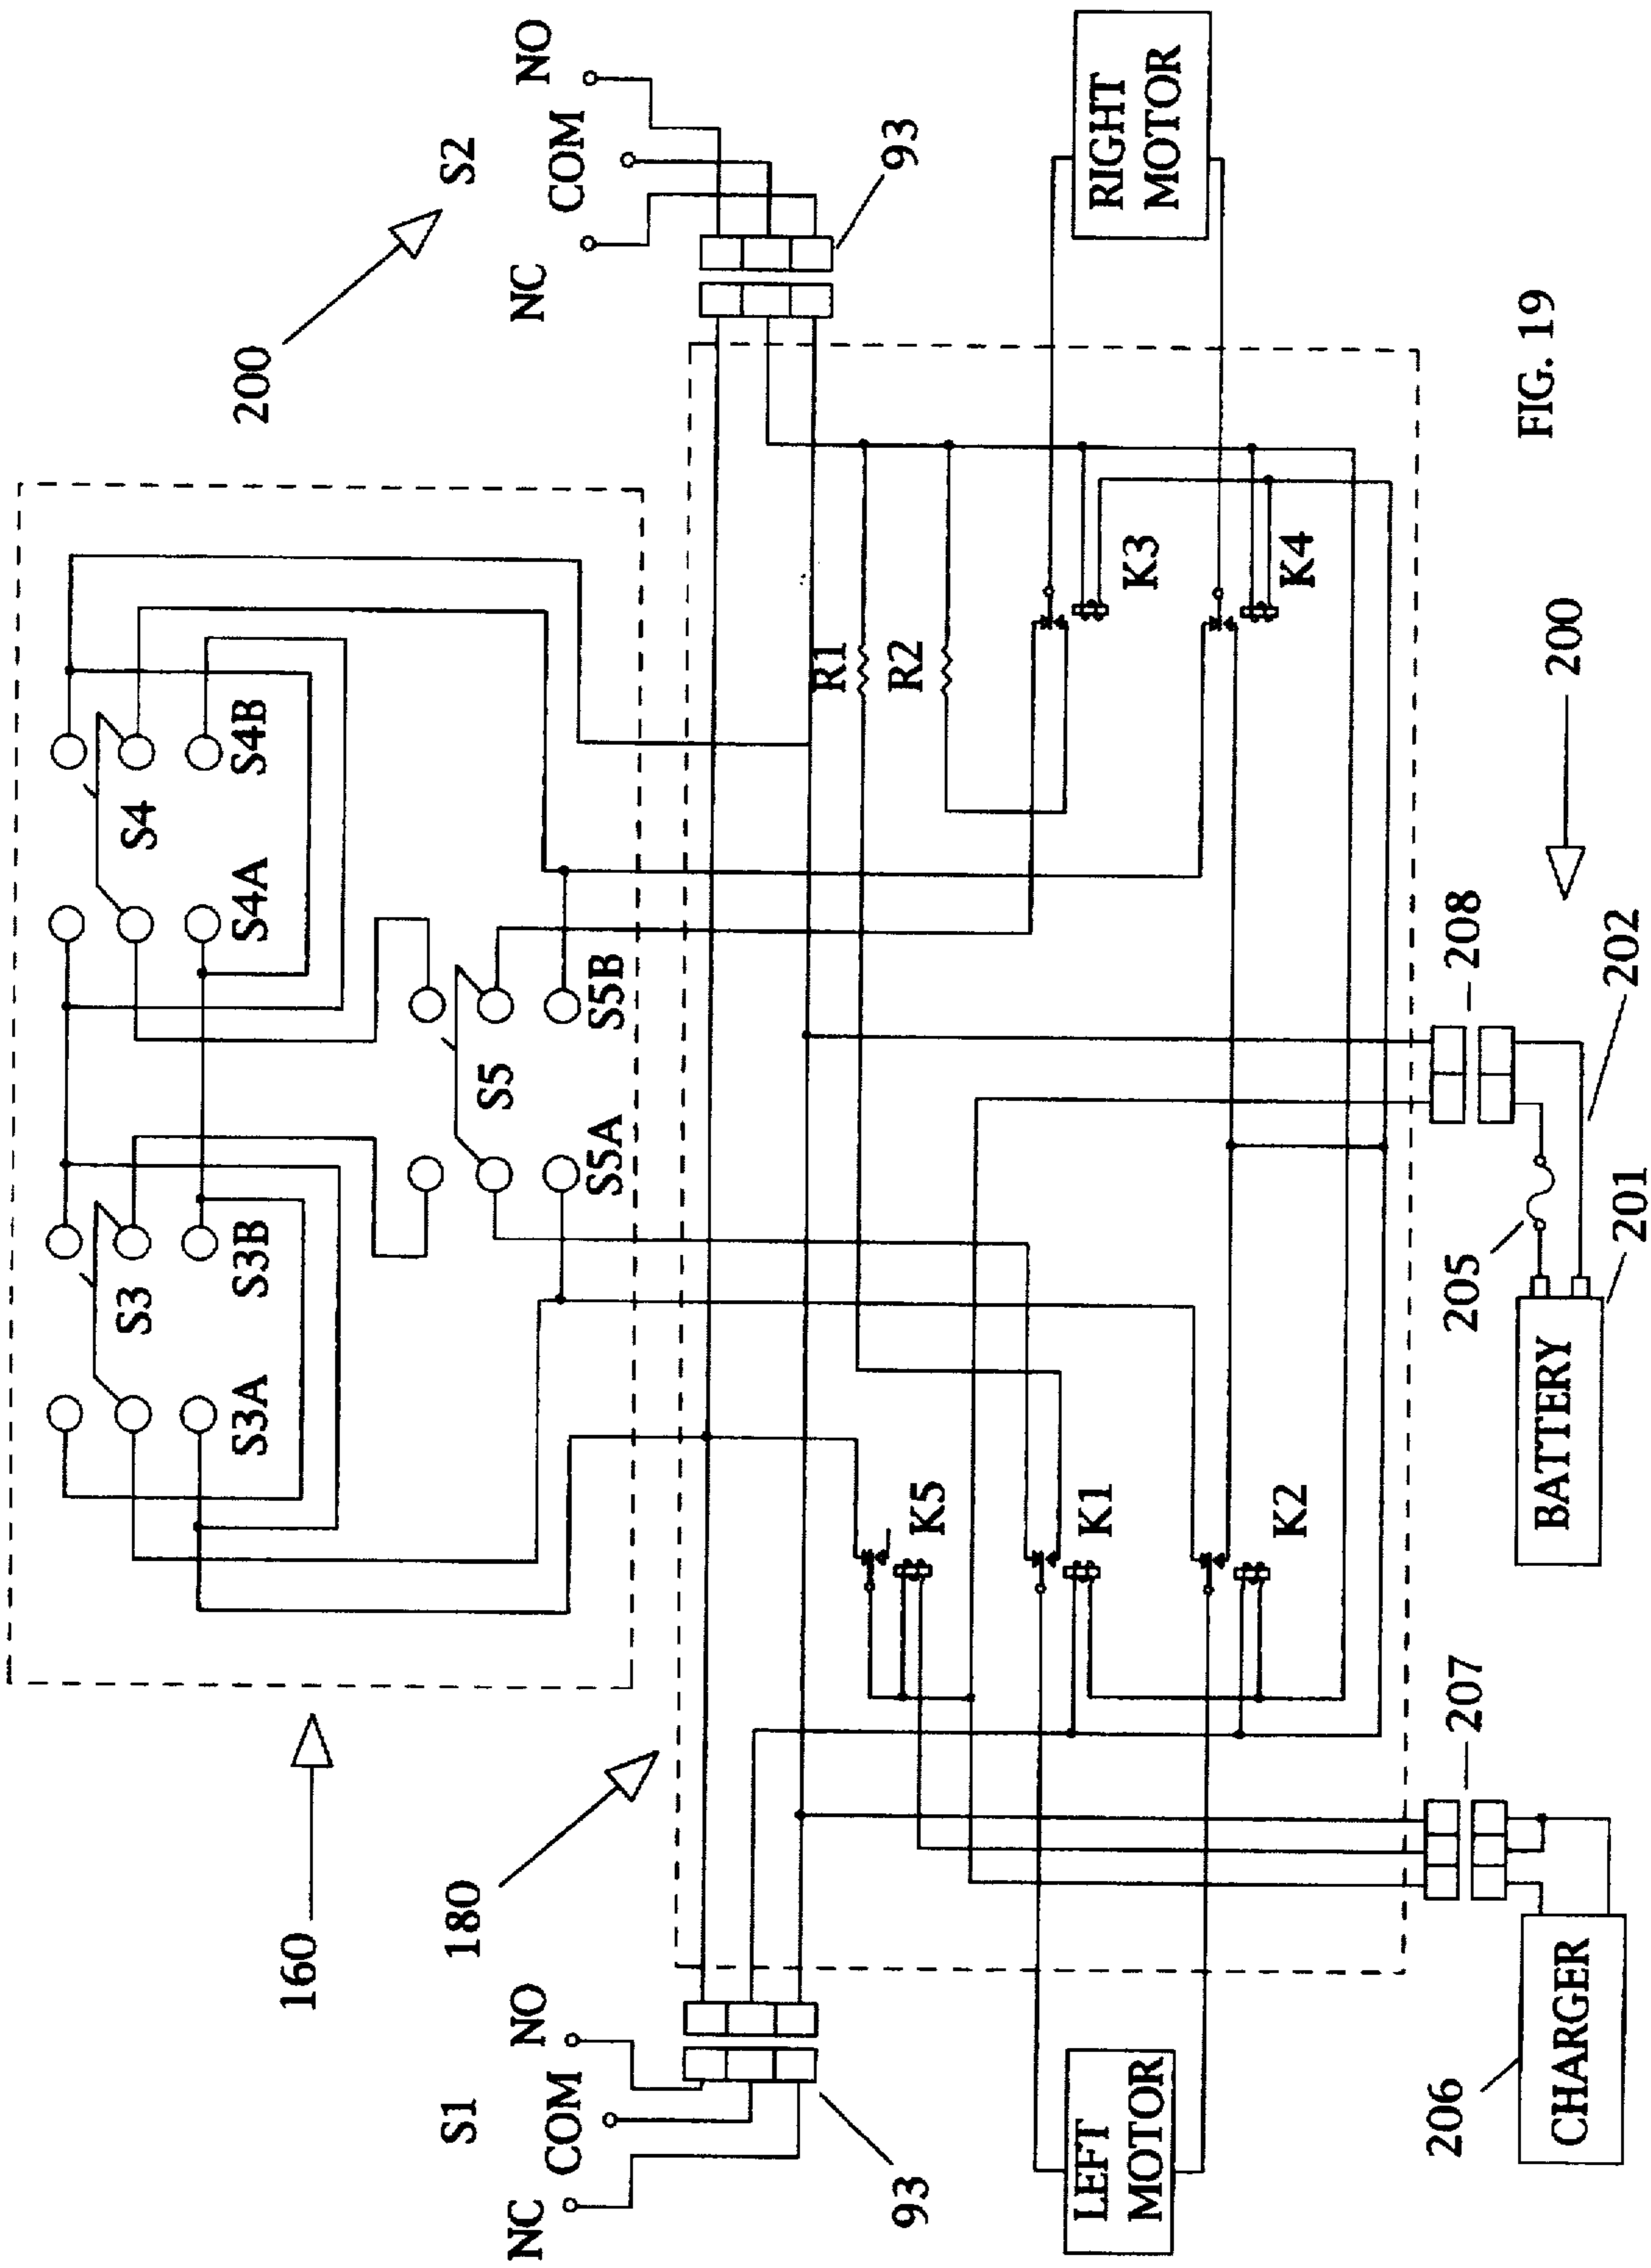 160
200
S3A
S3
S3B
S4A
S4
S4B
S5A
S5
S5B
S1
NC
COM
NO
93
180
S2
NC
COM
NO
93
K5
R1
R2
K1
K2
K3
K4
LEFT
MOTOR
RIGHT
MOTOR
207
208
206
CHARGER
205
BATTERY
201
202
200
FIG. 19